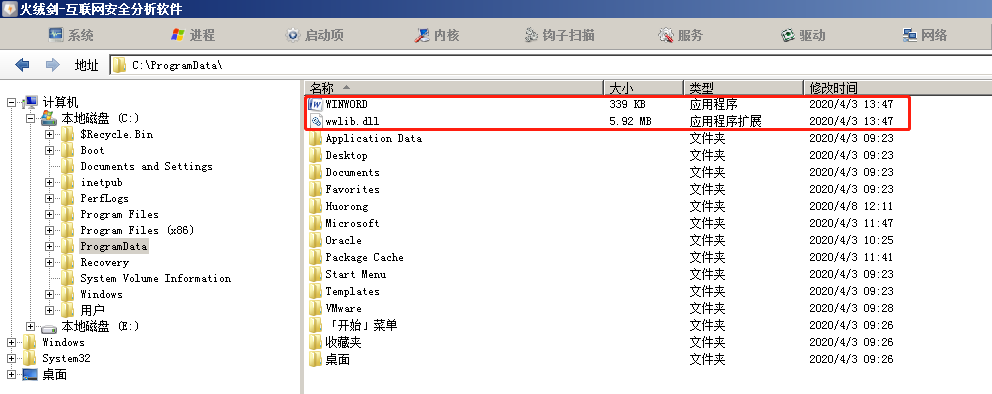 火绒剑-互联网安全分析软件
系统 进程 启动项 内核 钩子扫描 服务 驱动 网络
地址 C:\ProgramData\
名称 大小 类型 修改时间
WINWORD 339 KB 应用程序 2020/4/3 13:47
wwlib.dll 5.92 MB 应用程序扩展 2020/4/3 13:47
Application Data 文件夹 2020/4/3 09:23
Desktop 文件夹 2020/4/3 09:23
Documents 文件夹 2020/4/3 09:23
Favorites 文件夹 2020/4/3 09:23
Huorong 文件夹 2020/4/8 12:11
Microsoft 文件夹 2020/4/3 11:47
Oracle 文件夹 2020/4/3 10:25
Package Cache 文件夹 2020/4/3 11:41
Start Menu 文件夹 2020/4/3 09:23
Templates 文件夹 2020/4/3 09:23
VMware 文件夹 2020/4/3 09:28
「开始」菜单 文件夹 2020/4/3 09:26
收藏夹 文件夹 2020/4/3 09:26
桌面 文件夹 2020/4/3 09:26
计算机
本地磁盘 (C:)
$Recycle.Bin
Boot
Documents and Settings
inetpub
PerfLogs
Program Files
Program Files (x86)
ProgramData
Recovery
System Volume Information
Windows
用户
本地磁盘 (E:)
Windows
System32
桌面